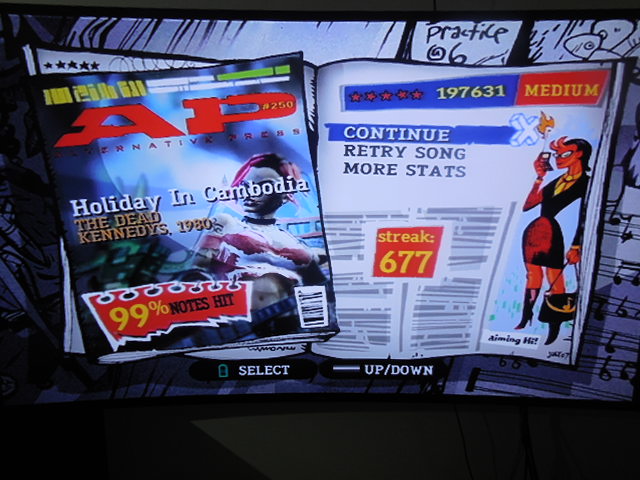 practice
@6
AP
#250
ALTERNATIVE PRESS
Holiday In Cambodia
THE DEAD
KENNEDYS, 1980
99% NOTES HIT
197631 MEDIUM
CONTINUE
RETRY SONG
MORE STATS
streak:
677
Aiming Hi!
SELECT
UP/DOWN